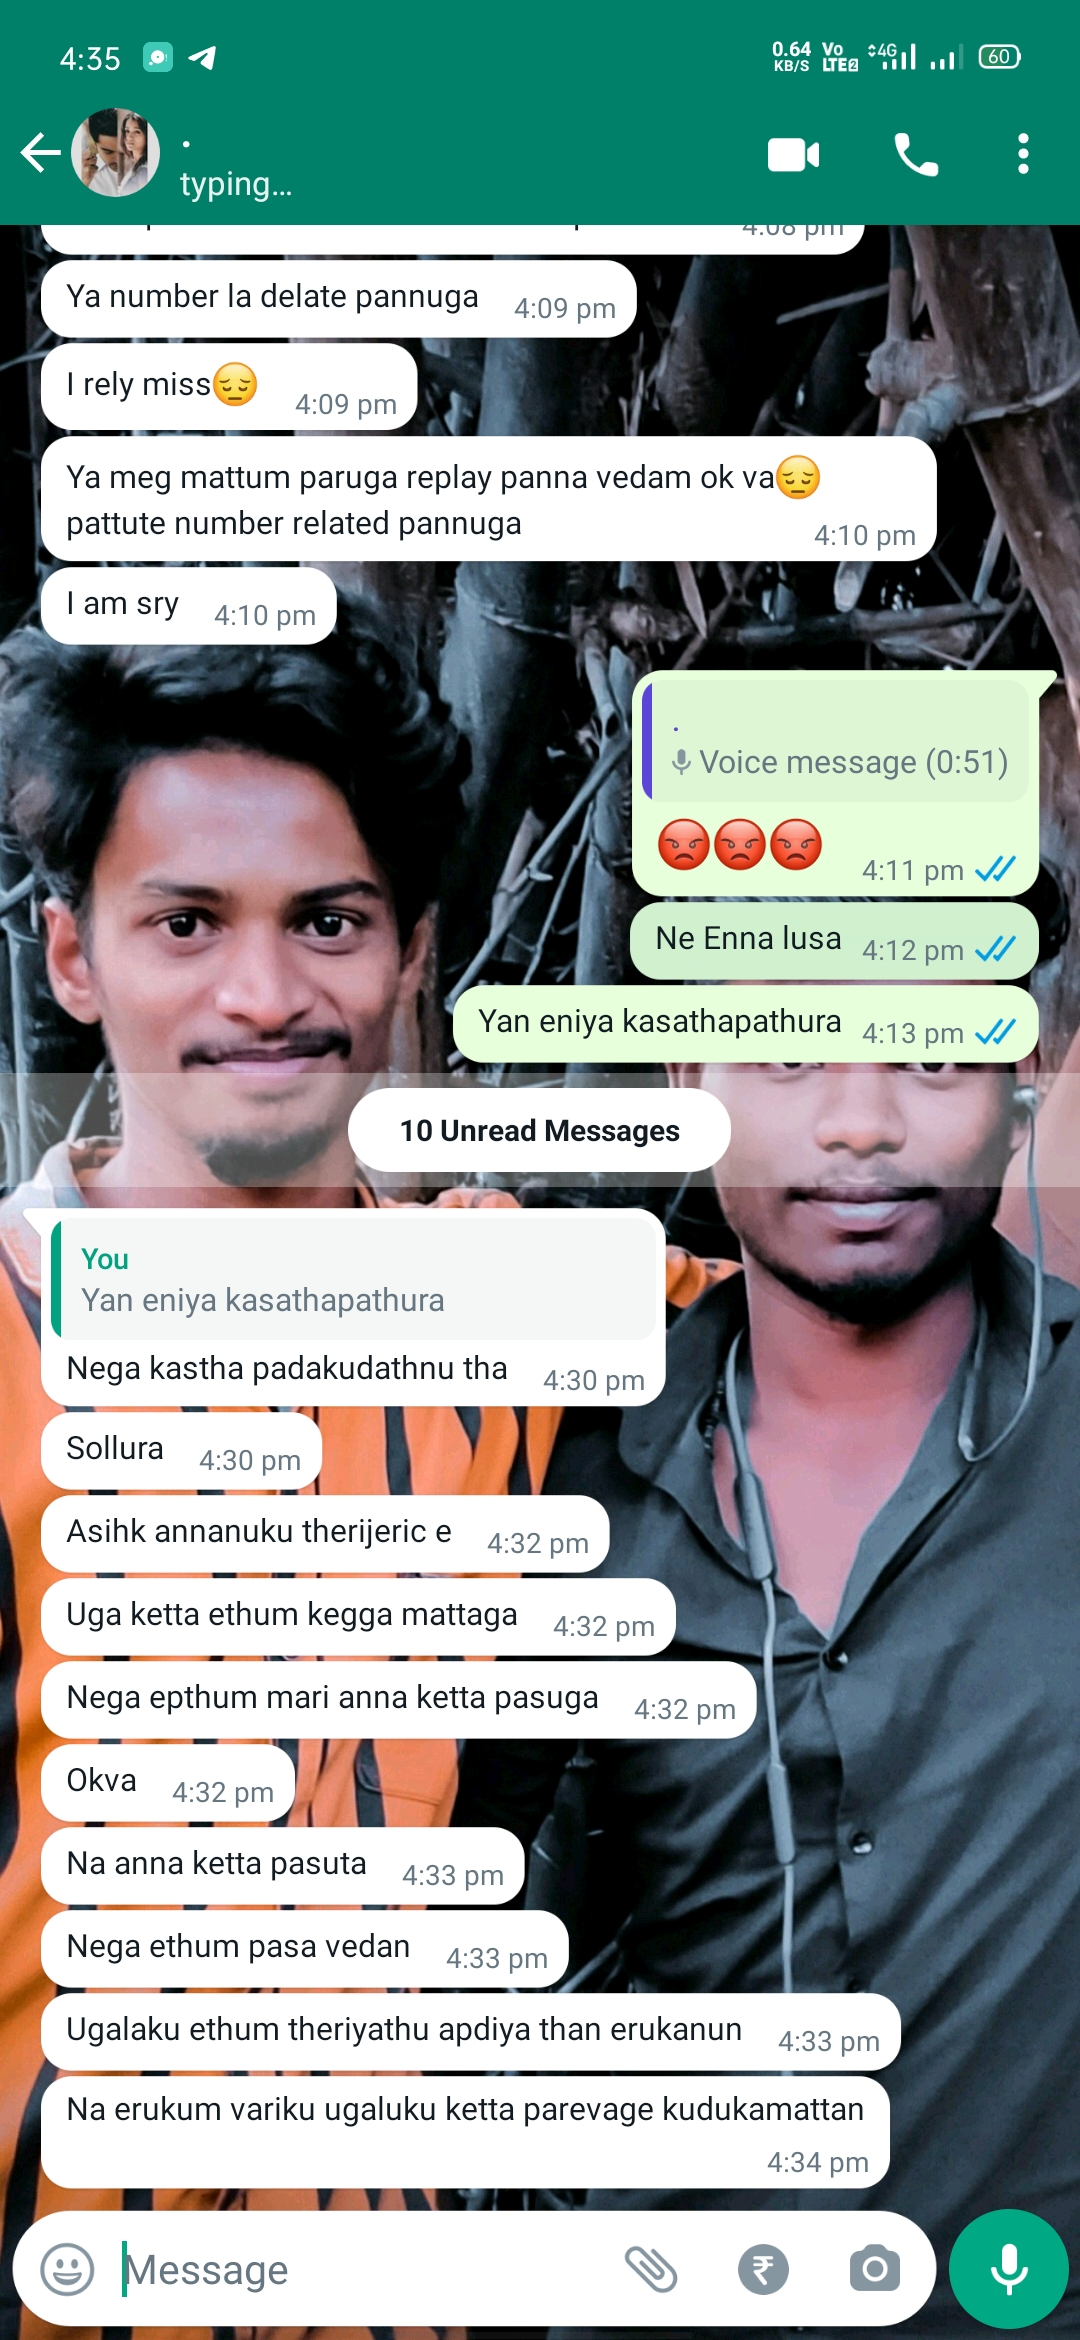 4:35
0.64 KB/S Vo LTE2 4G 60
.
typing...
4:08 pm
Ya number la delate pannuga 4:09 pm
I rely miss😔 4:09 pm
Ya meg mattum paruga replay panna vedam ok va😔
pattute number related pannuga 4:10 pm
I am sry 4:10 pm
.
Voice message (0:51)
😡😡😡 4:11 pm
Ne Enna lusa 4:12 pm
Yan eniya kasathapathura 4:13 pm
10 Unread Messages
You
Yan eniya kasathapathura
Nega kastha padakudathnu tha 4:30 pm
Sollura 4:30 pm
Asihk annanuku therijeric e 4:32 pm
Uga ketta ethum kegga mattaga 4:32 pm
Nega epthum mari anna ketta pasuga 4:32 pm
Okva 4:32 pm
Na anna ketta pasuta 4:33 pm
Nega ethum pasa vedan 4:33 pm
Ugalaku ethum theriyathu apdiya than erukanun 4:33 pm
Na erukum variku ugaluku ketta parevage kudukamattan
4:34 pm
Message